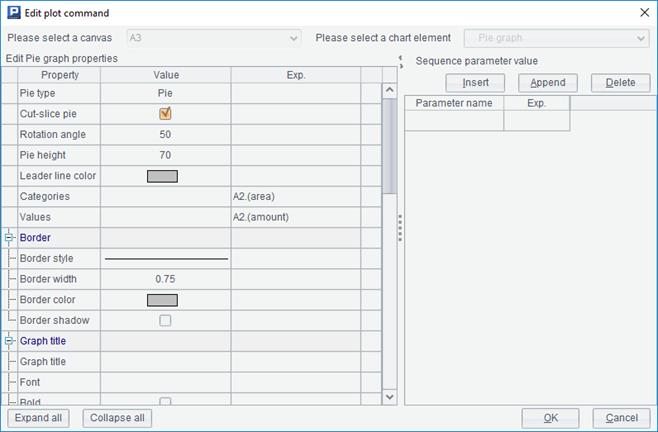 Edit plot command
Please select a canvas A3 Please select a chart element Pie graph
Edit Pie graph properties Sequence parameter value
Insert Append Delete
Property Value Exp. Parameter name Exp.
Pie type Pie
Cut-slice pie
Rotation angle 50
Pie height 70
Leader line color
Categories A2.(area)
Values A2.(amount)
Border
Border style
Border width 0.75
Border color
Border shadow
Graph title
Graph title
Font
Bold
Expand all Collapse all OK Cancel